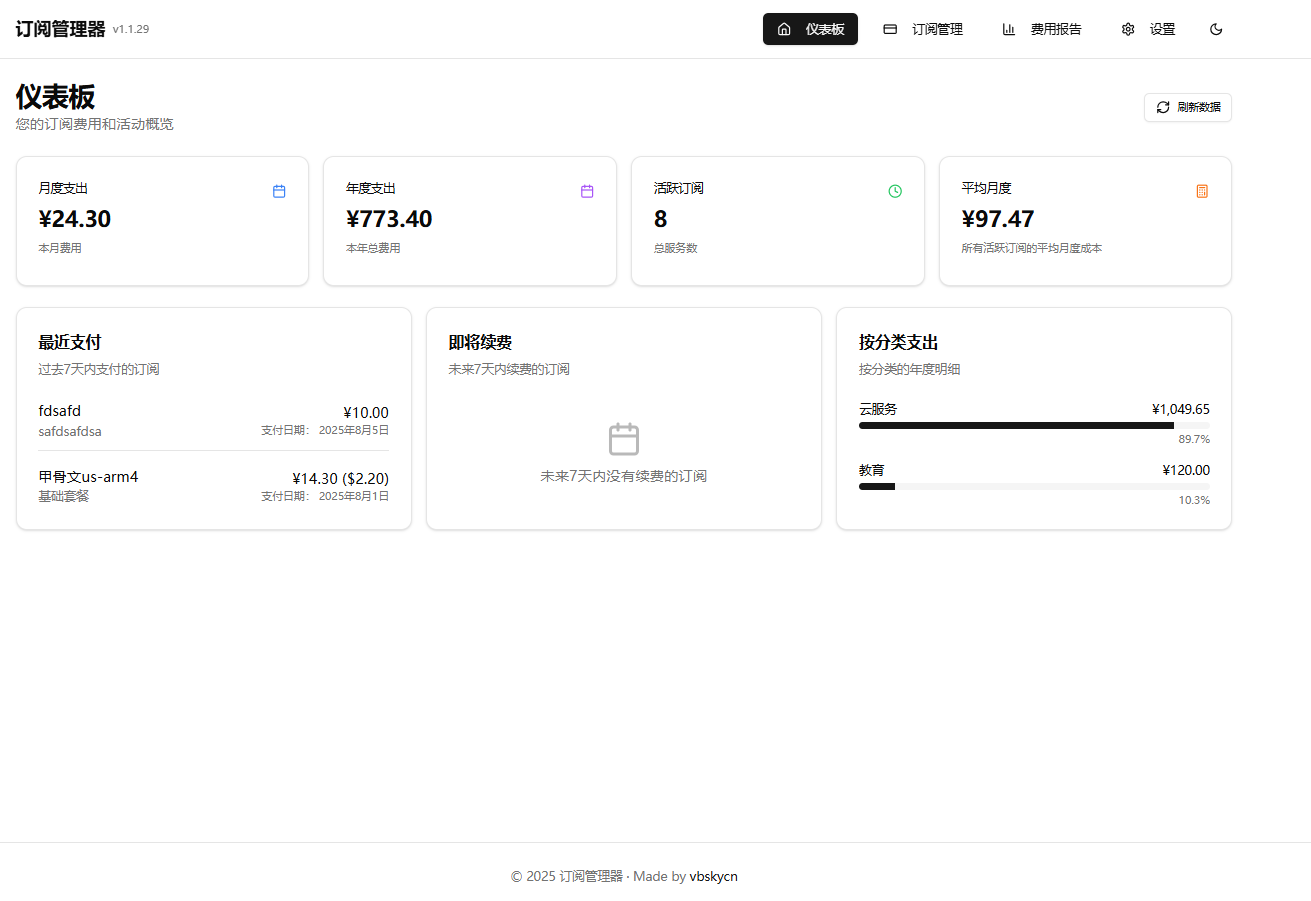 订阅管理器 v1.1.29
仪表板
订阅管理
费用报告
设置
仪表板
您的订阅费用和活动概览
刷新数据
月度支出
¥24.30
本月费用
年度支出
¥773.40
本年总费用
活跃订阅
8
总服务数
平均月度
¥97.47
所有活跃订阅的平均月度成本
最近支付
过去7天内支付的订阅
fdsafd ¥10.00
safdsafdsa 支付日期: 2025年8月5日
甲骨文us-arm4 ¥14.30 ($2.20)
基础套餐 支付日期: 2025年8月1日
即将续费
未来7天内续费的订阅
未来7天内没有续费的订阅
按分类支出
按分类的年度明细
云服务 ¥1,049.65
89.7%
教育 ¥120.00
10.3%
© 2025 订阅管理器 · Made by vbskycn